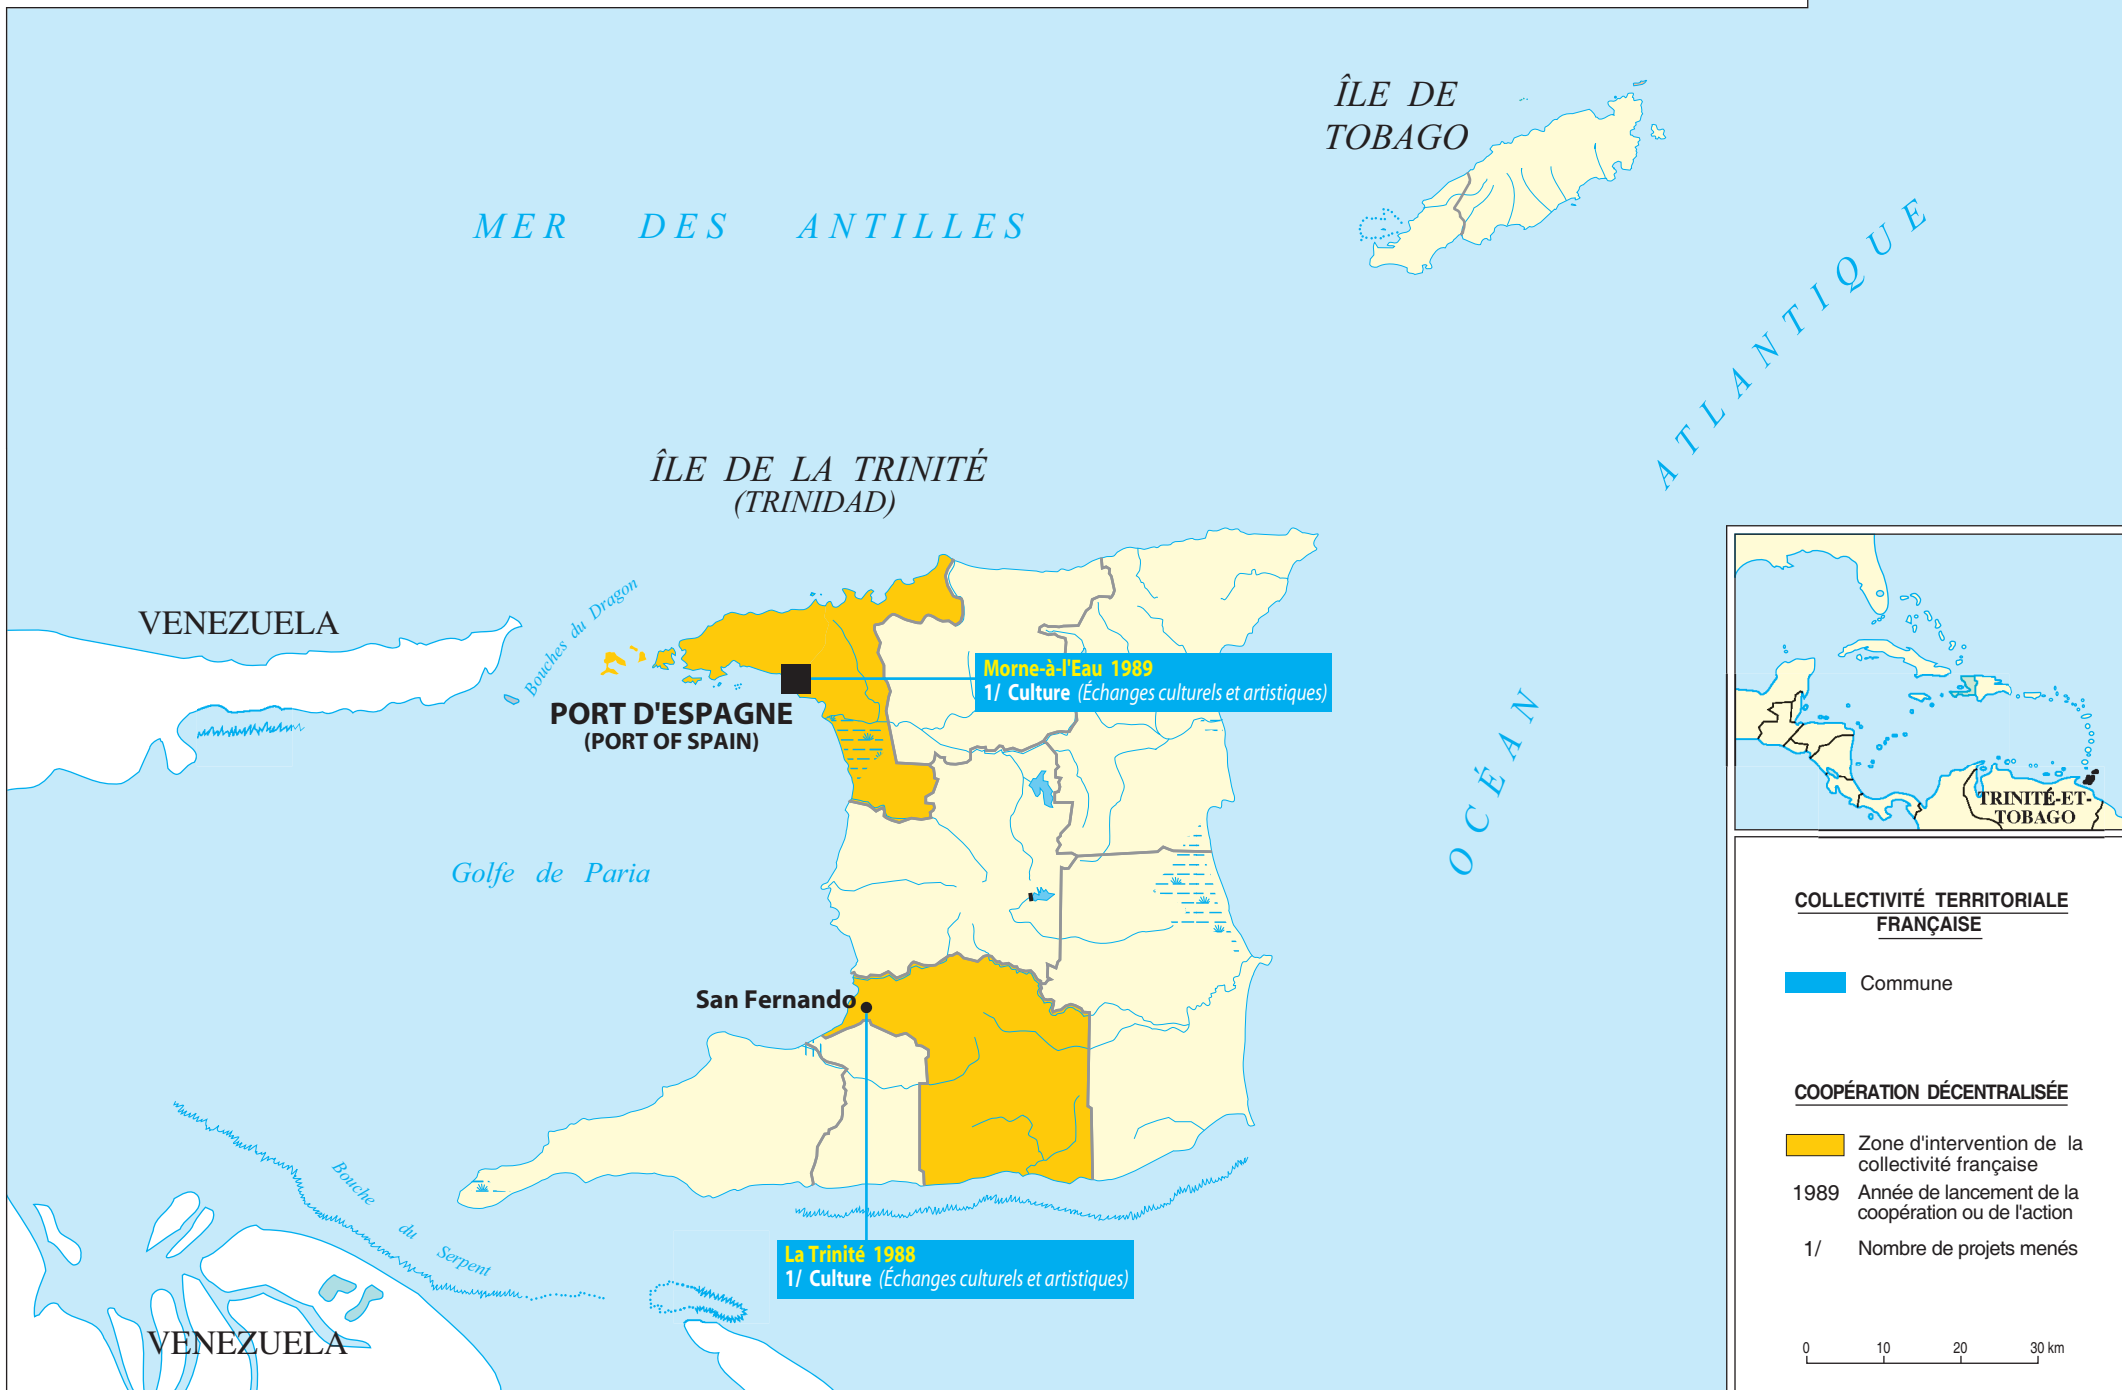 ÎLE DE
TOBAGO
MER DES ANTILLES
OCÉAN ATLANTIQUE
ÎLE DE LA TRINITÉ
(TRINIDAD)
VENEZUELA
Bouches du Dragon
Morne-à-l'Eau 1989
1/ Culture (Échanges culturels et artistiques)
PORT D'ESPAGNE
(PORT OF SPAIN)
Golfe de Paria
San Fernando
Bouche du Serpent
La Trinité 1988
1/ Culture (Échanges culturels et artistiques)
VENEZUELA
TRINITÉ-ET-
TOBAGO
COLLECTIVITÉ TERRITORIALE
FRANÇAISE
Commune
COOPÉRATION DÉCENTRALISÉE
Zone d'intervention de la
collectivité française
1989 Année de lancement de la
coopération ou de l'action
1/ Nombre de projets menés
0 10 20 30 km